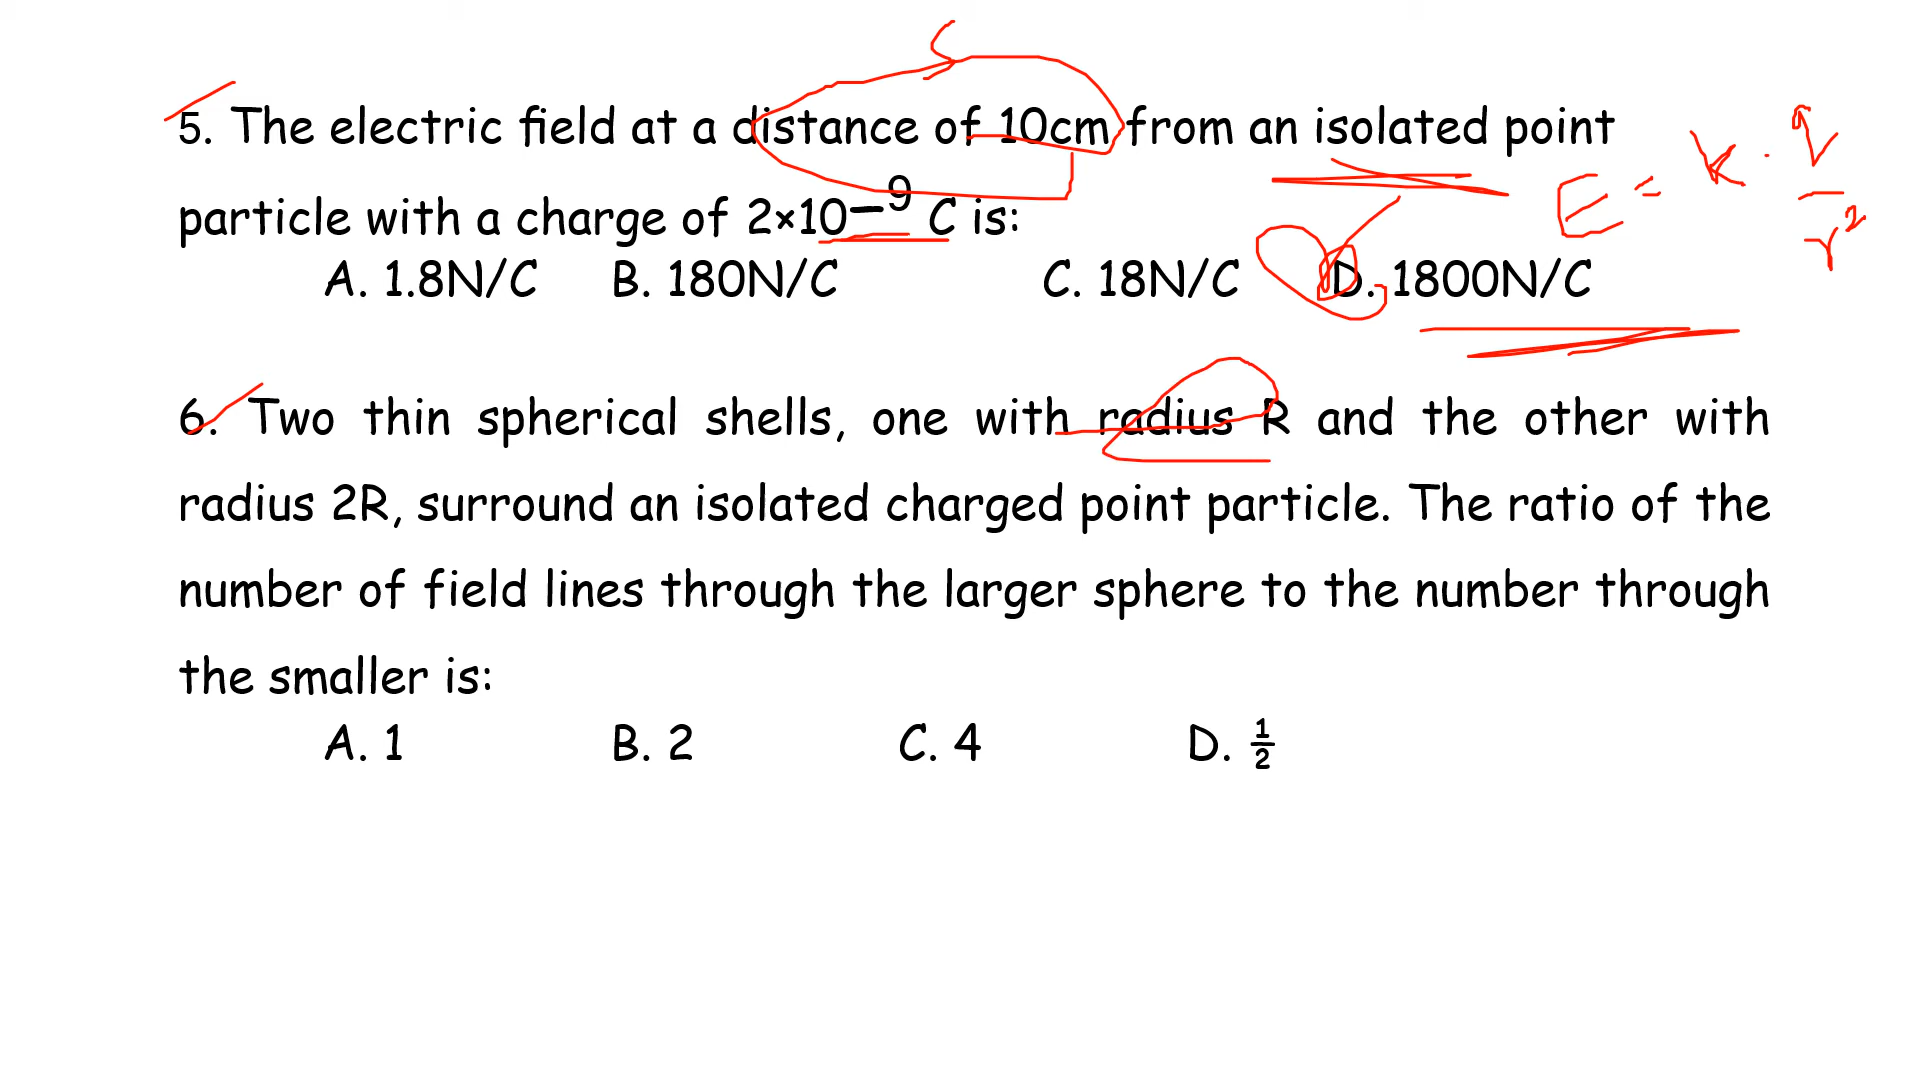 5. The electric field at a distance of 10cm from an isolated point
particle with a charge of 2×10−⁹ C is:
A. 1.8N/C B. 180N/C C. 18N/C D. 1800N/C
E = k · q / r²
6. Two thin spherical shells, one with radius R and the other with
radius 2R, surround an isolated charged point particle. The ratio of the
number of field lines through the larger sphere to the number through
the smaller is:
A. 1 B. 2 C. 4 D. ½